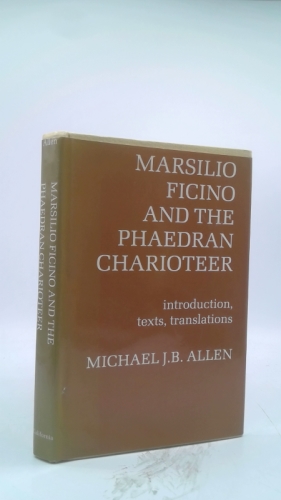 MARSILIO
FICINO
AND THE
PHAEDRAN
CHARIOTEER
introduction,
texts, translations
MICHAEL J.B. ALLEN
Allen
MARSILIO FICINO AND THE
PHAEDRAN CHARIOTEER